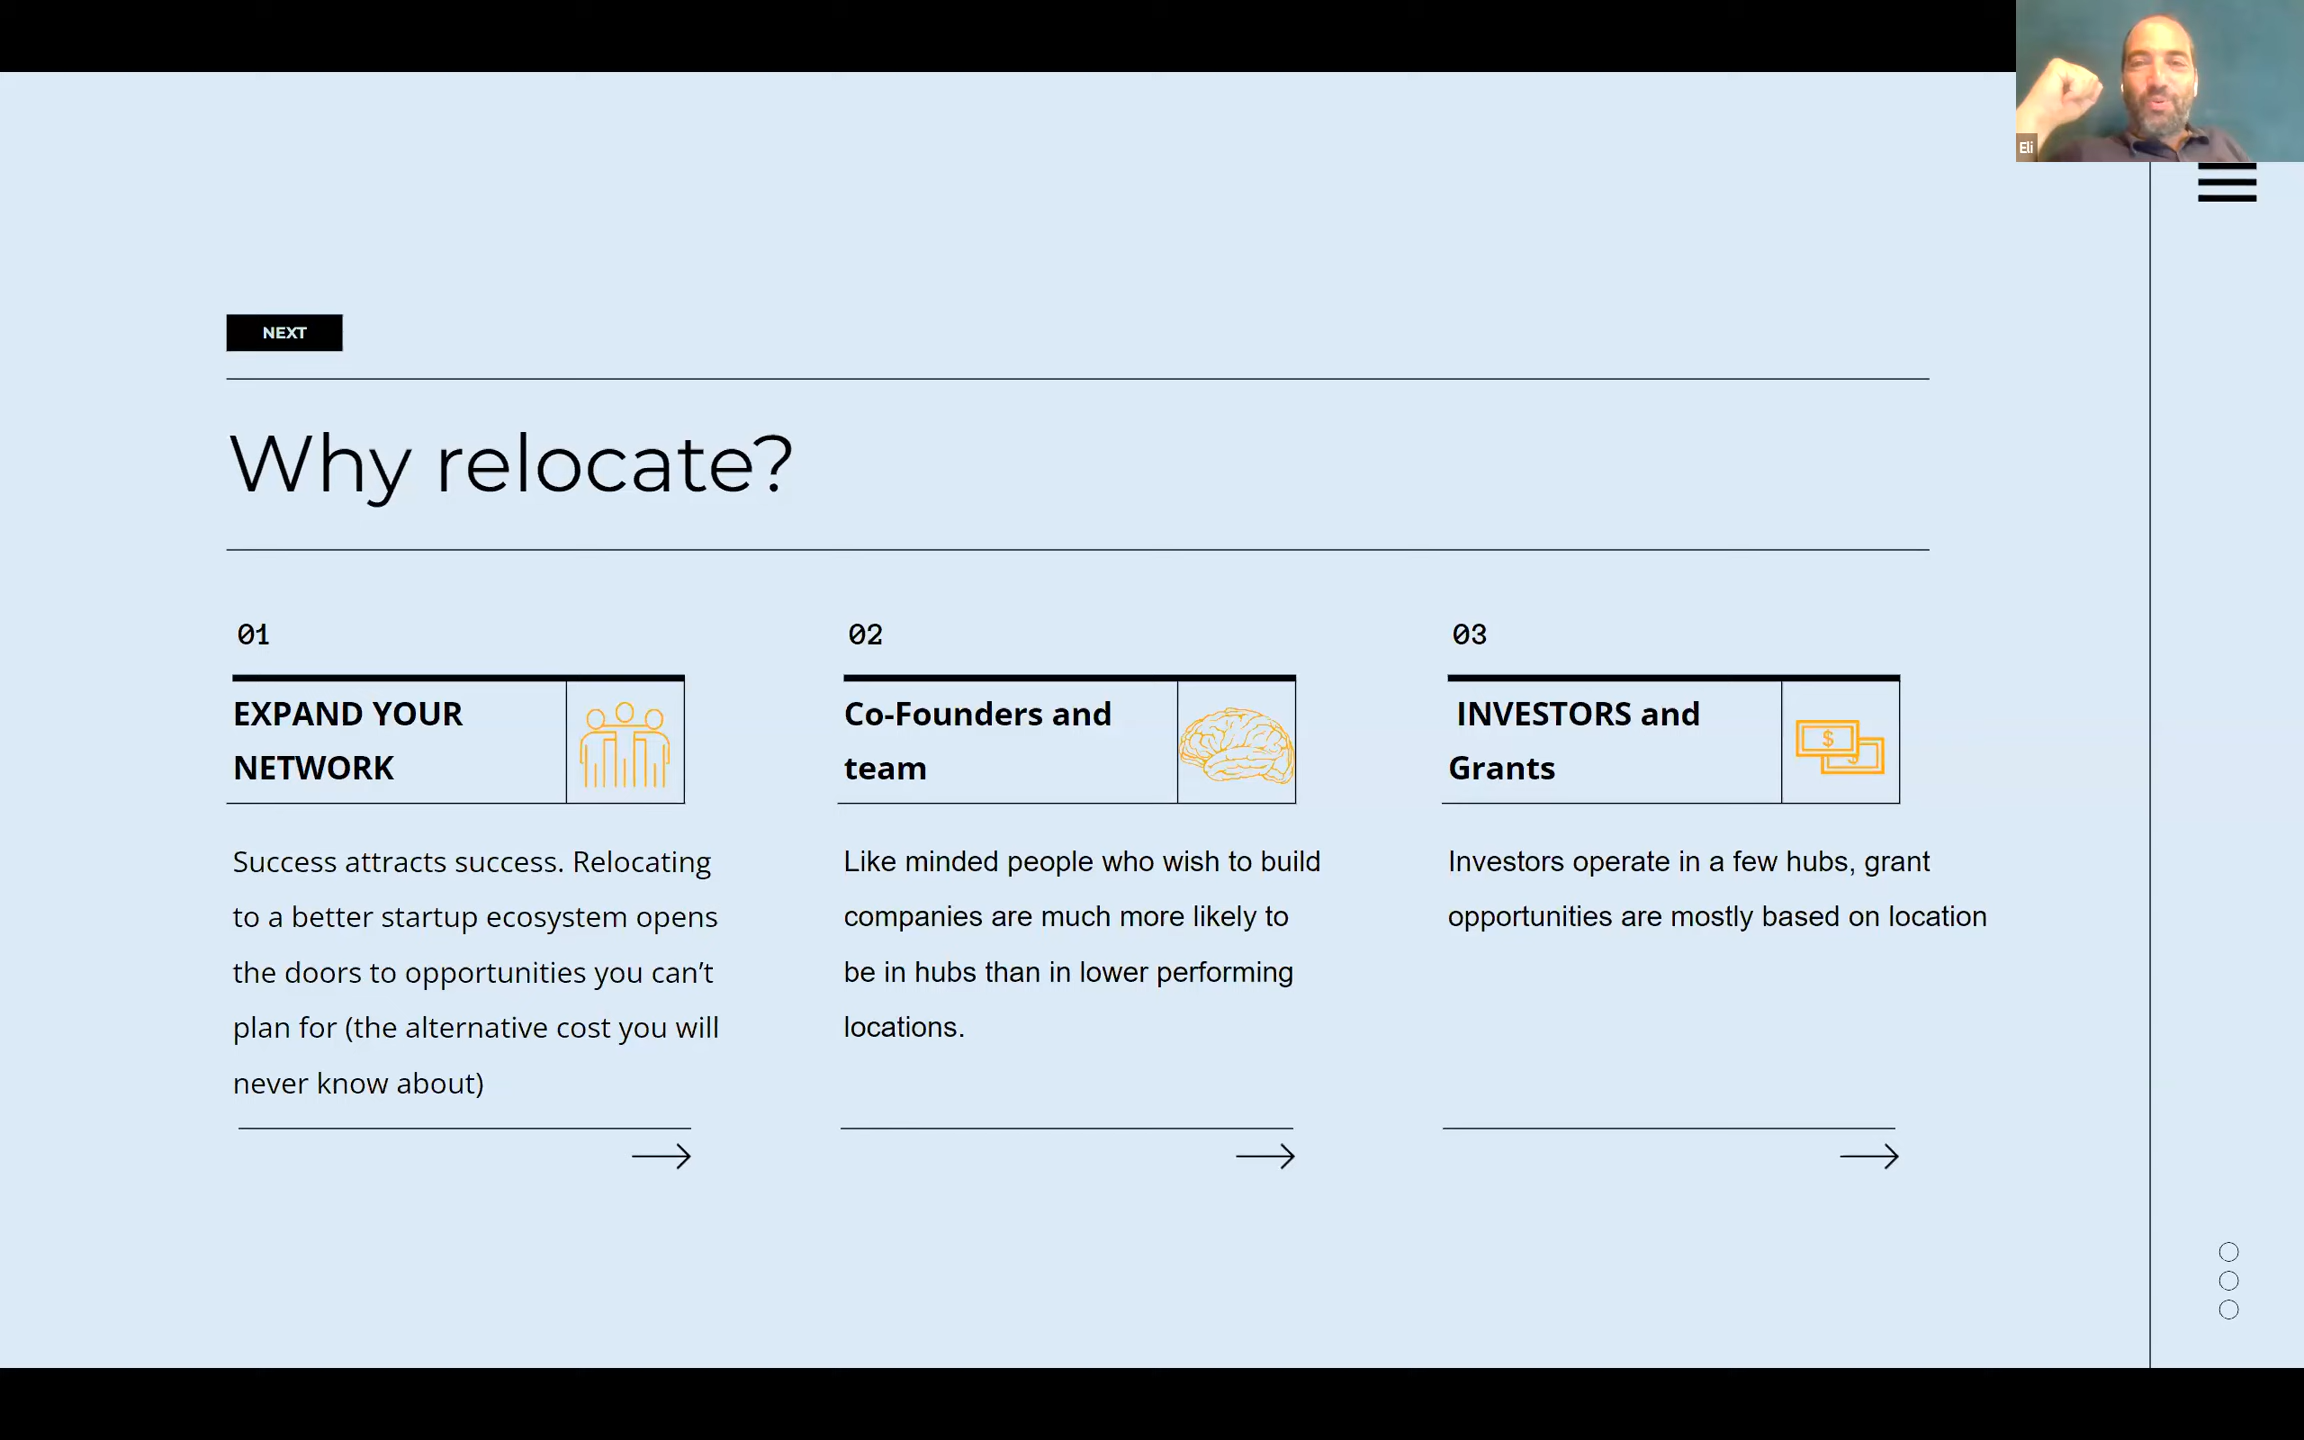 Eli
NEXT
Why relocate?
01
EXPAND YOUR
NETWORK
Success attracts success. Relocating
to a better startup ecosystem opens
the doors to opportunities you can’t
plan for (the alternative cost you will
never know about)
02
Co-Founders and
team
Like minded people who wish to build
companies are much more likely to
be in hubs than in lower performing
locations.
03
INVESTORS and
Grants
$
$
Investors operate in a few hubs, grant
opportunities are mostly based on location